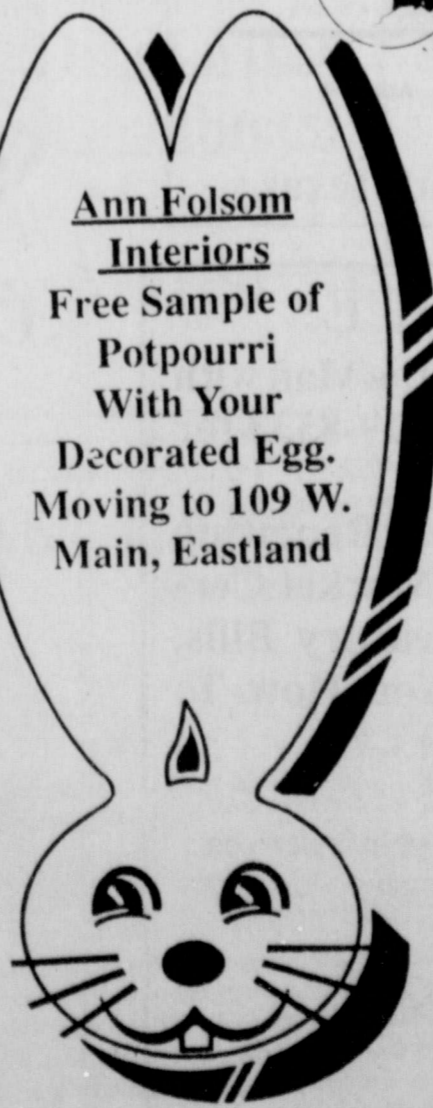 Ann Folsom
Interiors
Free Sample of
Potpourri
With Your
Decorated Egg.
Moving to 109 W.
Main, Eastland